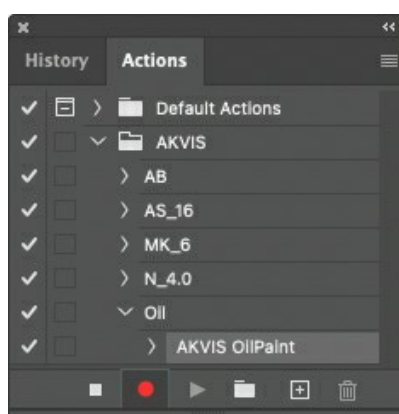 History Actions
Default Actions
AKVIS
AB
AS_16
MK_6
N_4.0
Oil
AKVIS OilPaint